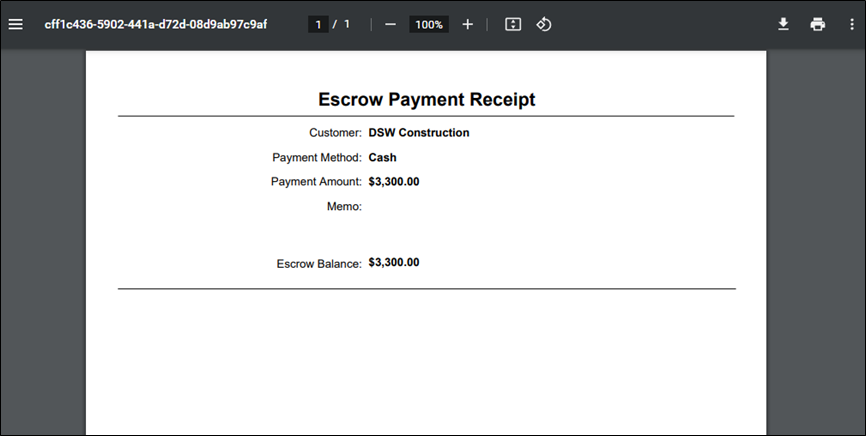 cff1c436-5902-441a-d72d-08d9ab97c9af 1 / 1 100%
Escrow Payment Receipt
Customer: DSW Construction
Payment Method: Cash
Payment Amount: $3,300.00
Memo:
Escrow Balance: $3,300.00